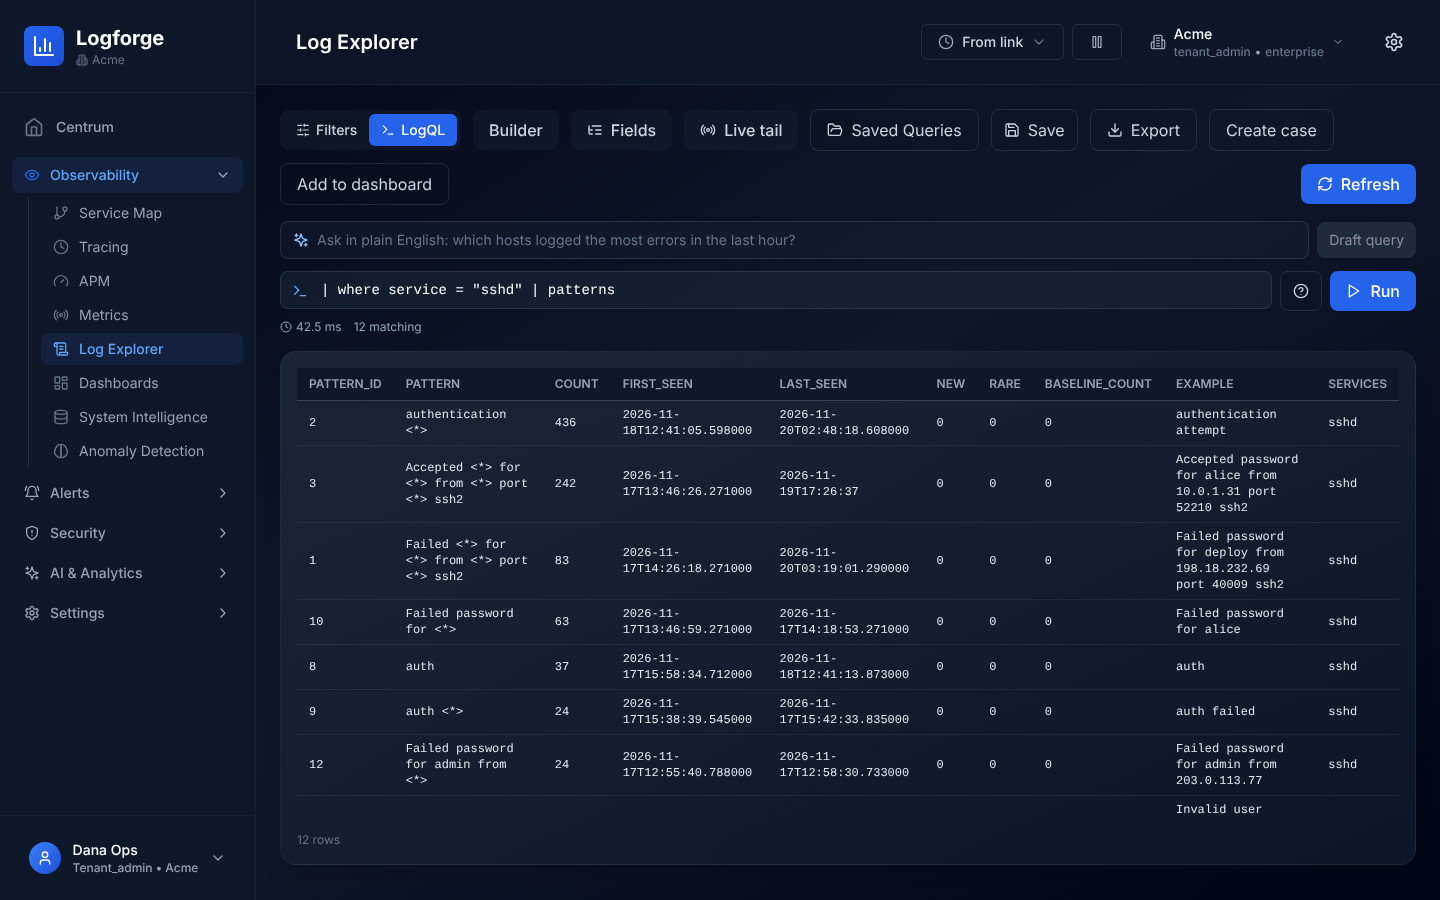 Logforge
Acme
Log Explorer
From link
Acme
tenant_admin • enterprise
Centrum
Observability
Service Map
Tracing
APM
Metrics
Log Explorer
Dashboards
System Intelligence
Anomaly Detection
Alerts
Security
AI & Analytics
Settings
Dana Ops
Tenant_admin • Acme
Filters
LogQL
Builder
Fields
Live tail
Saved Queries
Save
Export
Create case
Add to dashboard
Refresh
Ask in plain English: which hosts logged the most errors in the last hour?
Draft query
| where service = "sshd" | patterns
Run
42.5 ms 12 matching
PATTERN_ID PATTERN COUNT FIRST_SEEN LAST_SEEN NEW RARE BASELINE_COUNT EXAMPLE SERVICES
2
authentication
<*>
436
2026-11-
18T12:41:05.598000
2026-11-
20T02:48:18.608000
0 0 0
authentication
attempt
sshd
3
Accepted <*> for
<*> from <*> port
<*> ssh2
242
2026-11-
17T13:46:26.271000
2026-11-
19T17:26:37
0 0 0
Accepted password
for alice from
10.0.1.31 port
52210 ssh2
sshd
1
Failed <*> for
<*> from <*> port
<*> ssh2
83
2026-11-
17T14:26:18.271000
2026-11-
20T03:19:01.290000
0 0 0
Failed password
for deploy from
198.18.232.69
port 40009 ssh2
sshd
10
Failed password
for <*>
63
2026-11-
17T13:46:59.271000
2026-11-
17T14:18:53.271000
0 0 0
Failed password
for alice
sshd
8
auth
37
2026-11-
17T15:58:34.712000
2026-11-
18T12:41:13.873000
0 0 0
auth
sshd
9
auth <*>
24
2026-11-
17T15:38:39.545000
2026-11-
17T15:42:33.835000
0 0 0
auth failed
sshd
12
Failed password
for admin from
<*>
24
2026-11-
17T12:55:40.788000
2026-11-
17T12:58:30.733000
0 0 0
Failed password
for admin from
203.0.113.77
sshd
Invalid user
12 rows